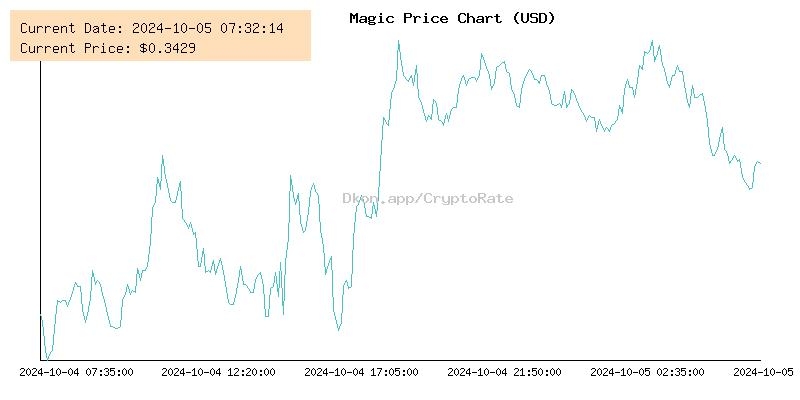 Magic Price Chart (USD)
Current Date: 2024-10-05 07:32:14
Current Price: $0.3429
Dkon.app/CryptoRate
2024-10-04 07:35:00 2024-10-04 12:20:00 2024-10-04 17:05:00 2024-10-04 21:50:00 2024-10-05 02:35:00 2024-10-05